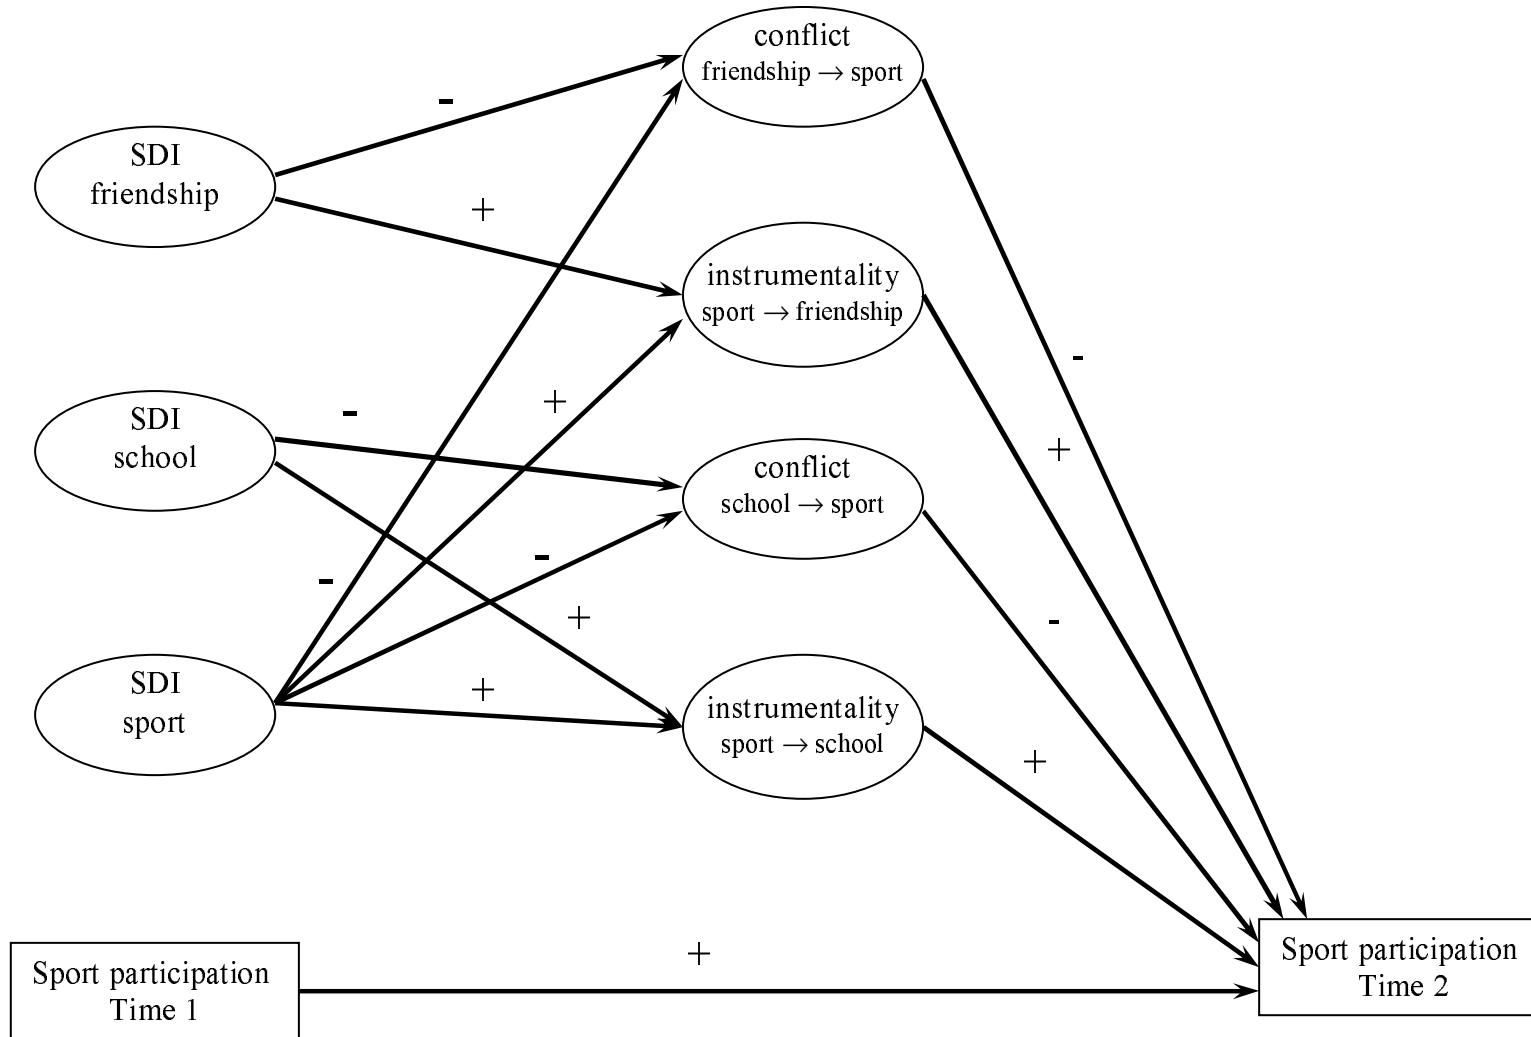 conflict
friendship → sport
-
SDI
friendship
+
instrumentality
sport → friendship
-
+
-
SDI
school
+
conflict
school → sport
-
-
+
-
SDI
sport
+
instrumentality
sport → school
+
+
Sport participation
Time 1
Sport participation
Time 2